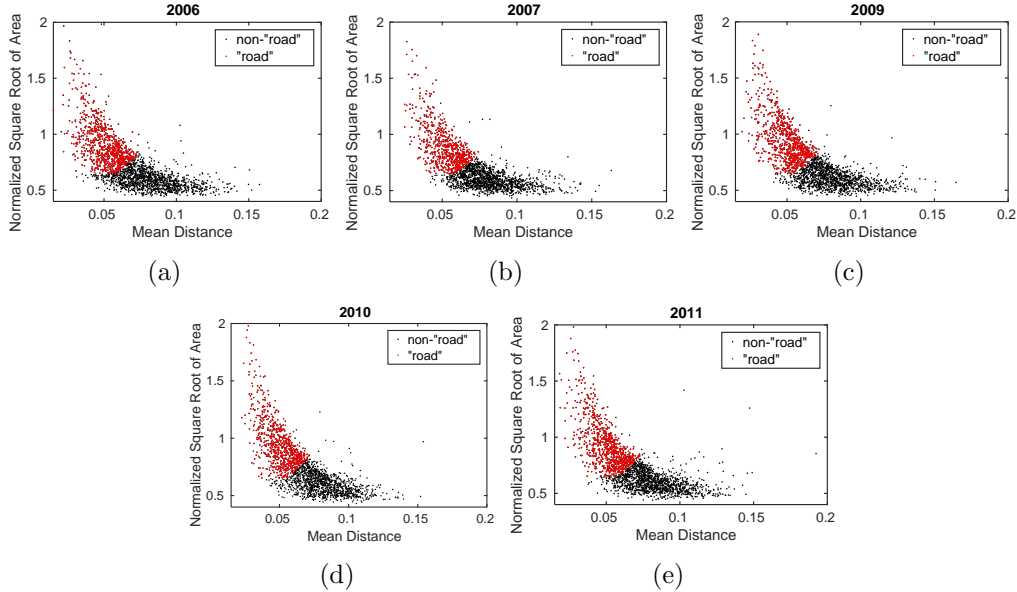 2006
Normalized Square Root of Area
2
1.5
1
0.5
non-"road"
"road"
0.05
0.1
0.15
0.2
Mean Distance
(a)
2007
Normalized Square Root of Area
2
1.5
1
0.5
non-"road"
"road"
0.05
0.1
0.15
0.2
Mean Distance
(b)
2009
Normalized Square Root of Area
2
1.5
1
0.5
non-"road"
"road"
0.05
0.1
0.15
0.2
Mean Distance
(c)
2010
Normalized Square Root of Area
2
1.5
1
0.5
non-"road"
"road"
0.05
0.1
0.15
0.2
Mean Distance
(d)
2011
Normalized Square Root of Area
2
1.5
1
0.5
non-"road"
"road"
0.05
0.1
0.15
0.2
Mean Distance
(e)